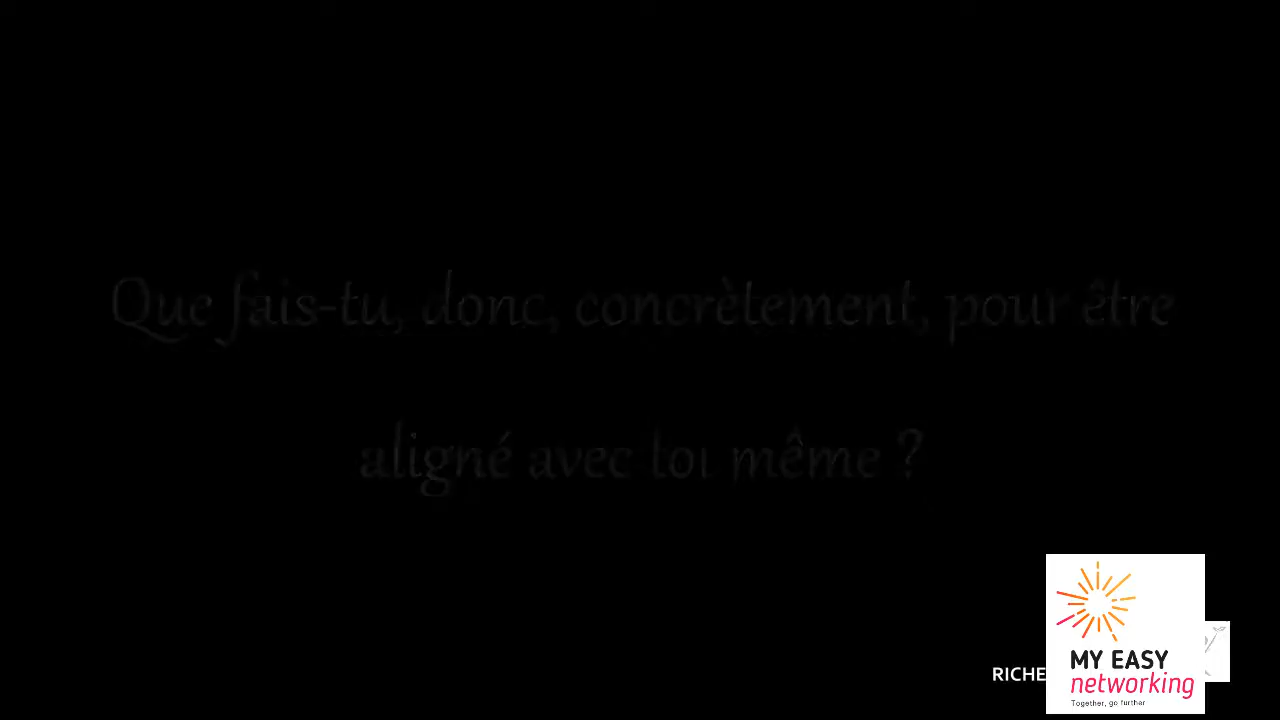 Que fais-tu, donc, concrètement, pour être
aligné avec toi même ?
RICHE
MY EASY
networking
Together, go further